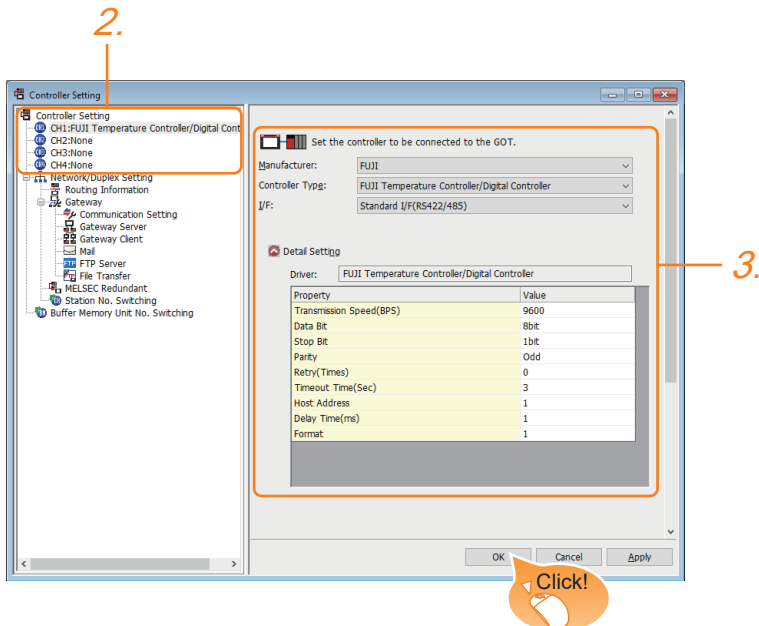 2.
Controller Setting
Controller Setting
CH1:FUJI Temperature Controller/Digital Cont
CH2:None
CH3:None
CH4:None
Network/Duplex Setting
Routing Information
Gateway
Communication Setting
Gateway Server
Gateway Client
Mail
FTP Server
File Transfer
MELSEC Redundant
Station No. Switching
Buffer Memory Unit No. Switching
Set the controller to be connected to the GOT.
Manufacturer: FUJI
Controller Type: FUJI Temperature Controller/Digital Controller
I/F: Standard I/F(RS422/485)
3.
Detail Setting
Driver: FUJI Temperature Controller/Digital Controller
Property Value
Transmission Speed(BPS) 9600
Data Bit 8bit
Stop Bit 1bit
Parity Odd
Retry(Times) 0
Timeout Time(Sec) 3
Host Address 1
Delay Time(ms) 1
Format 1
OK Cancel Apply
Click!